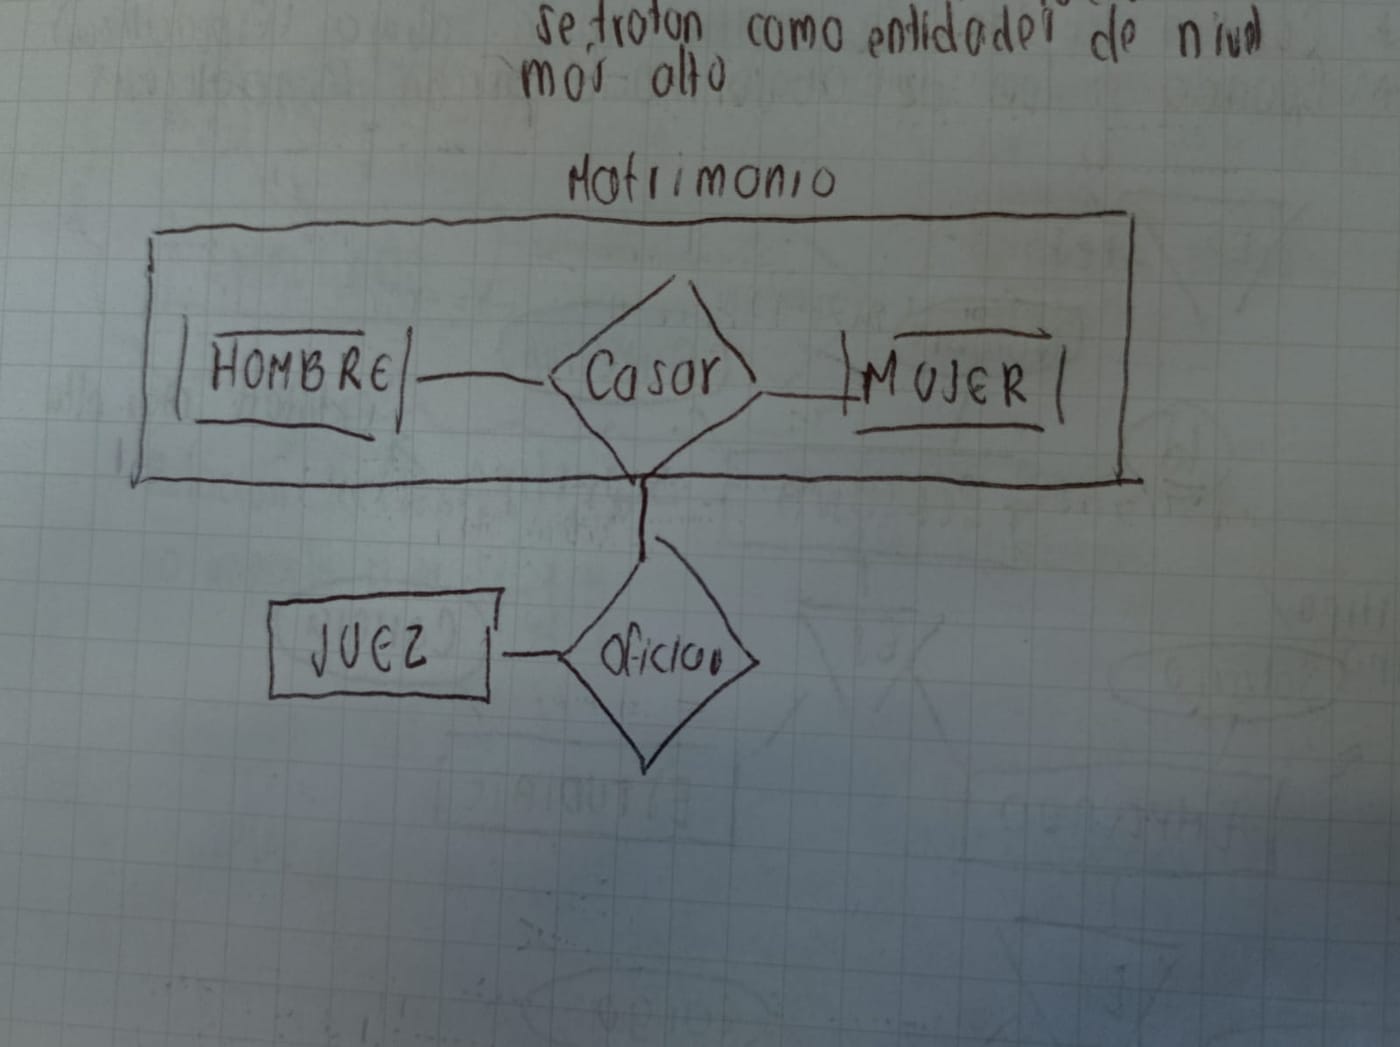 se tratan como entidades de nivel
más alto
Matrimonio
HOMBRE Casar MUJER
JUEZ Oficiar